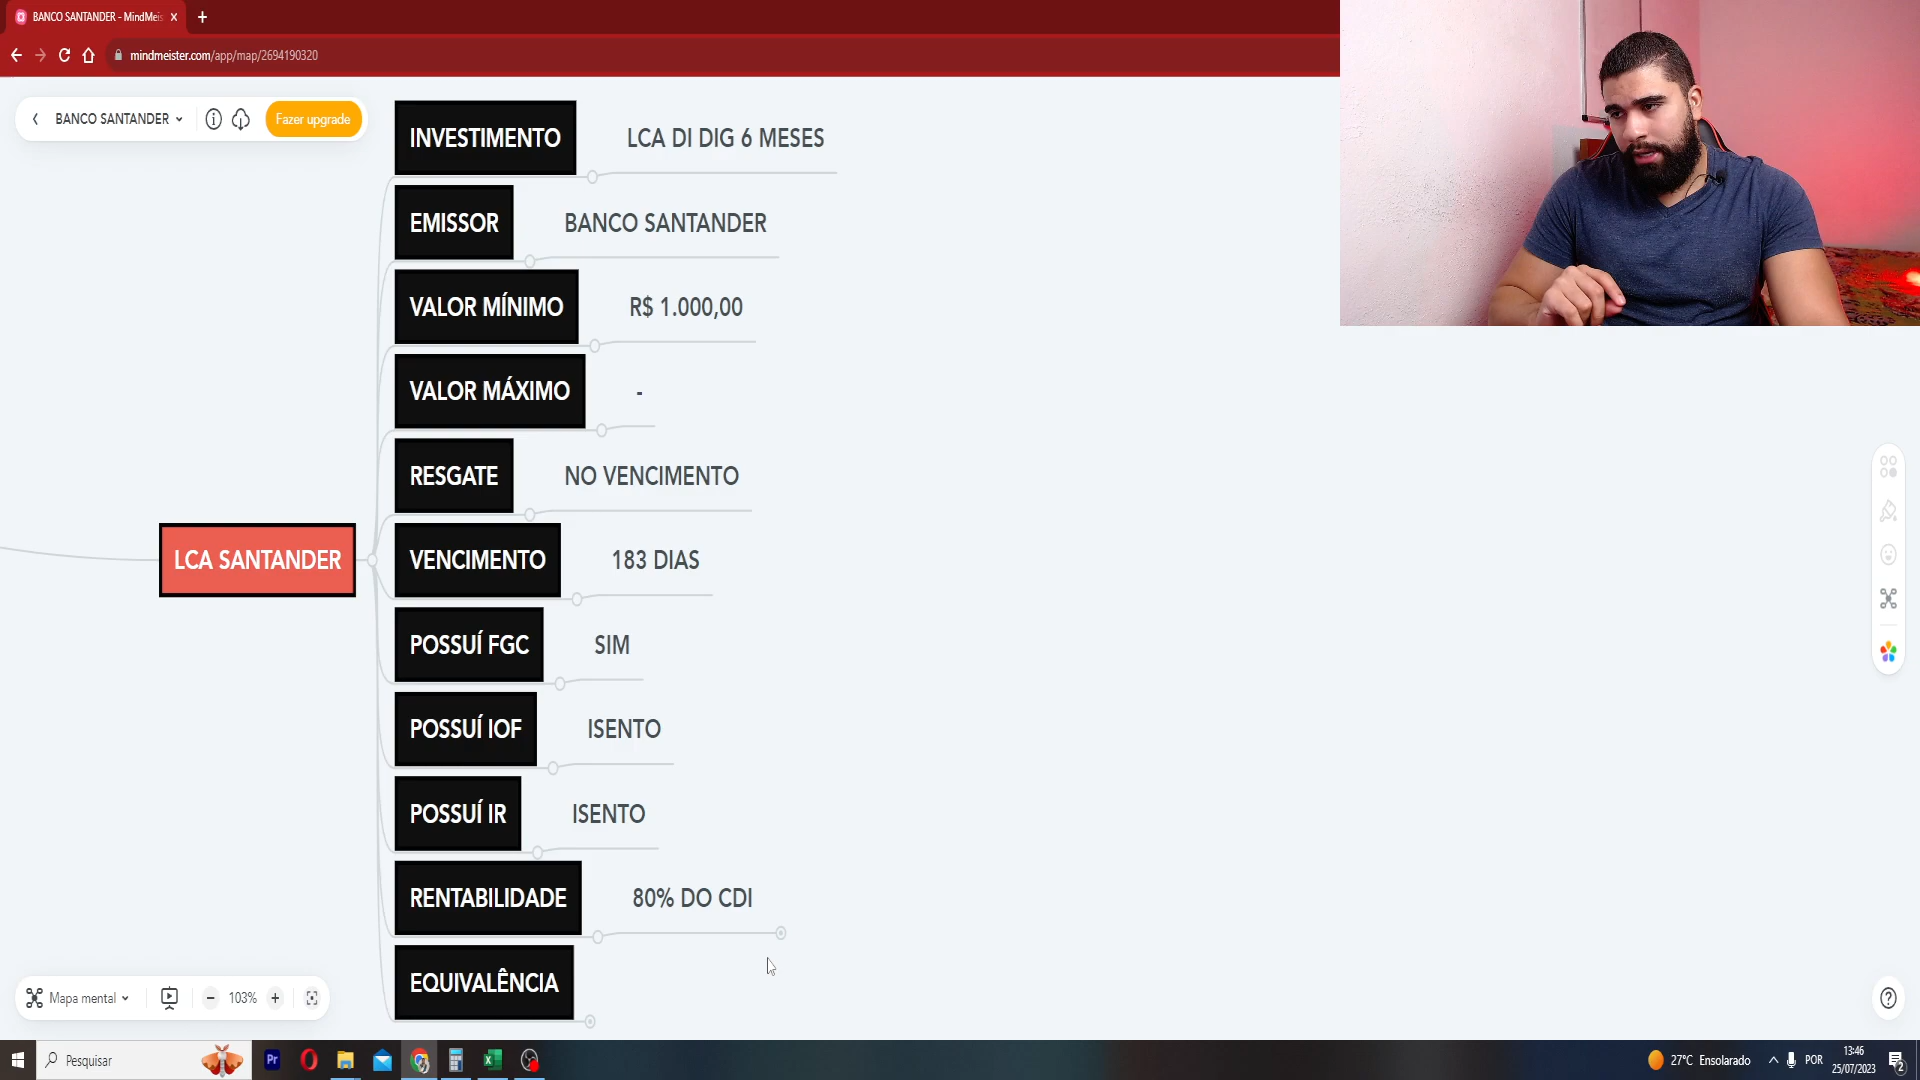 BANCO SANTANDER - MindMeis
mindmeister.com/app/map/2694190320
BANCO SANTANDER
Fazer upgrade
INVESTIMENTO LCA DI DIG 6 MESES
EMISSOR BANCO SANTANDER
VALOR MÍNIMO R$ 1.000,00
VALOR MÁXIMO -
RESGATE NO VENCIMENTO
LCA SANTANDER
VENCIMENTO 183 DIAS
POSSUÍ FGC SIM
POSSUÍ IOF ISENTO
POSSUÍ IR ISENTO
RENTABILIDADE 80% DO CDI
EQUIVALÊNCIA
Mapa mental
103%
Pesquisar
Pr
27°C Ensolarado
POR
13:46
25/07/2023
2